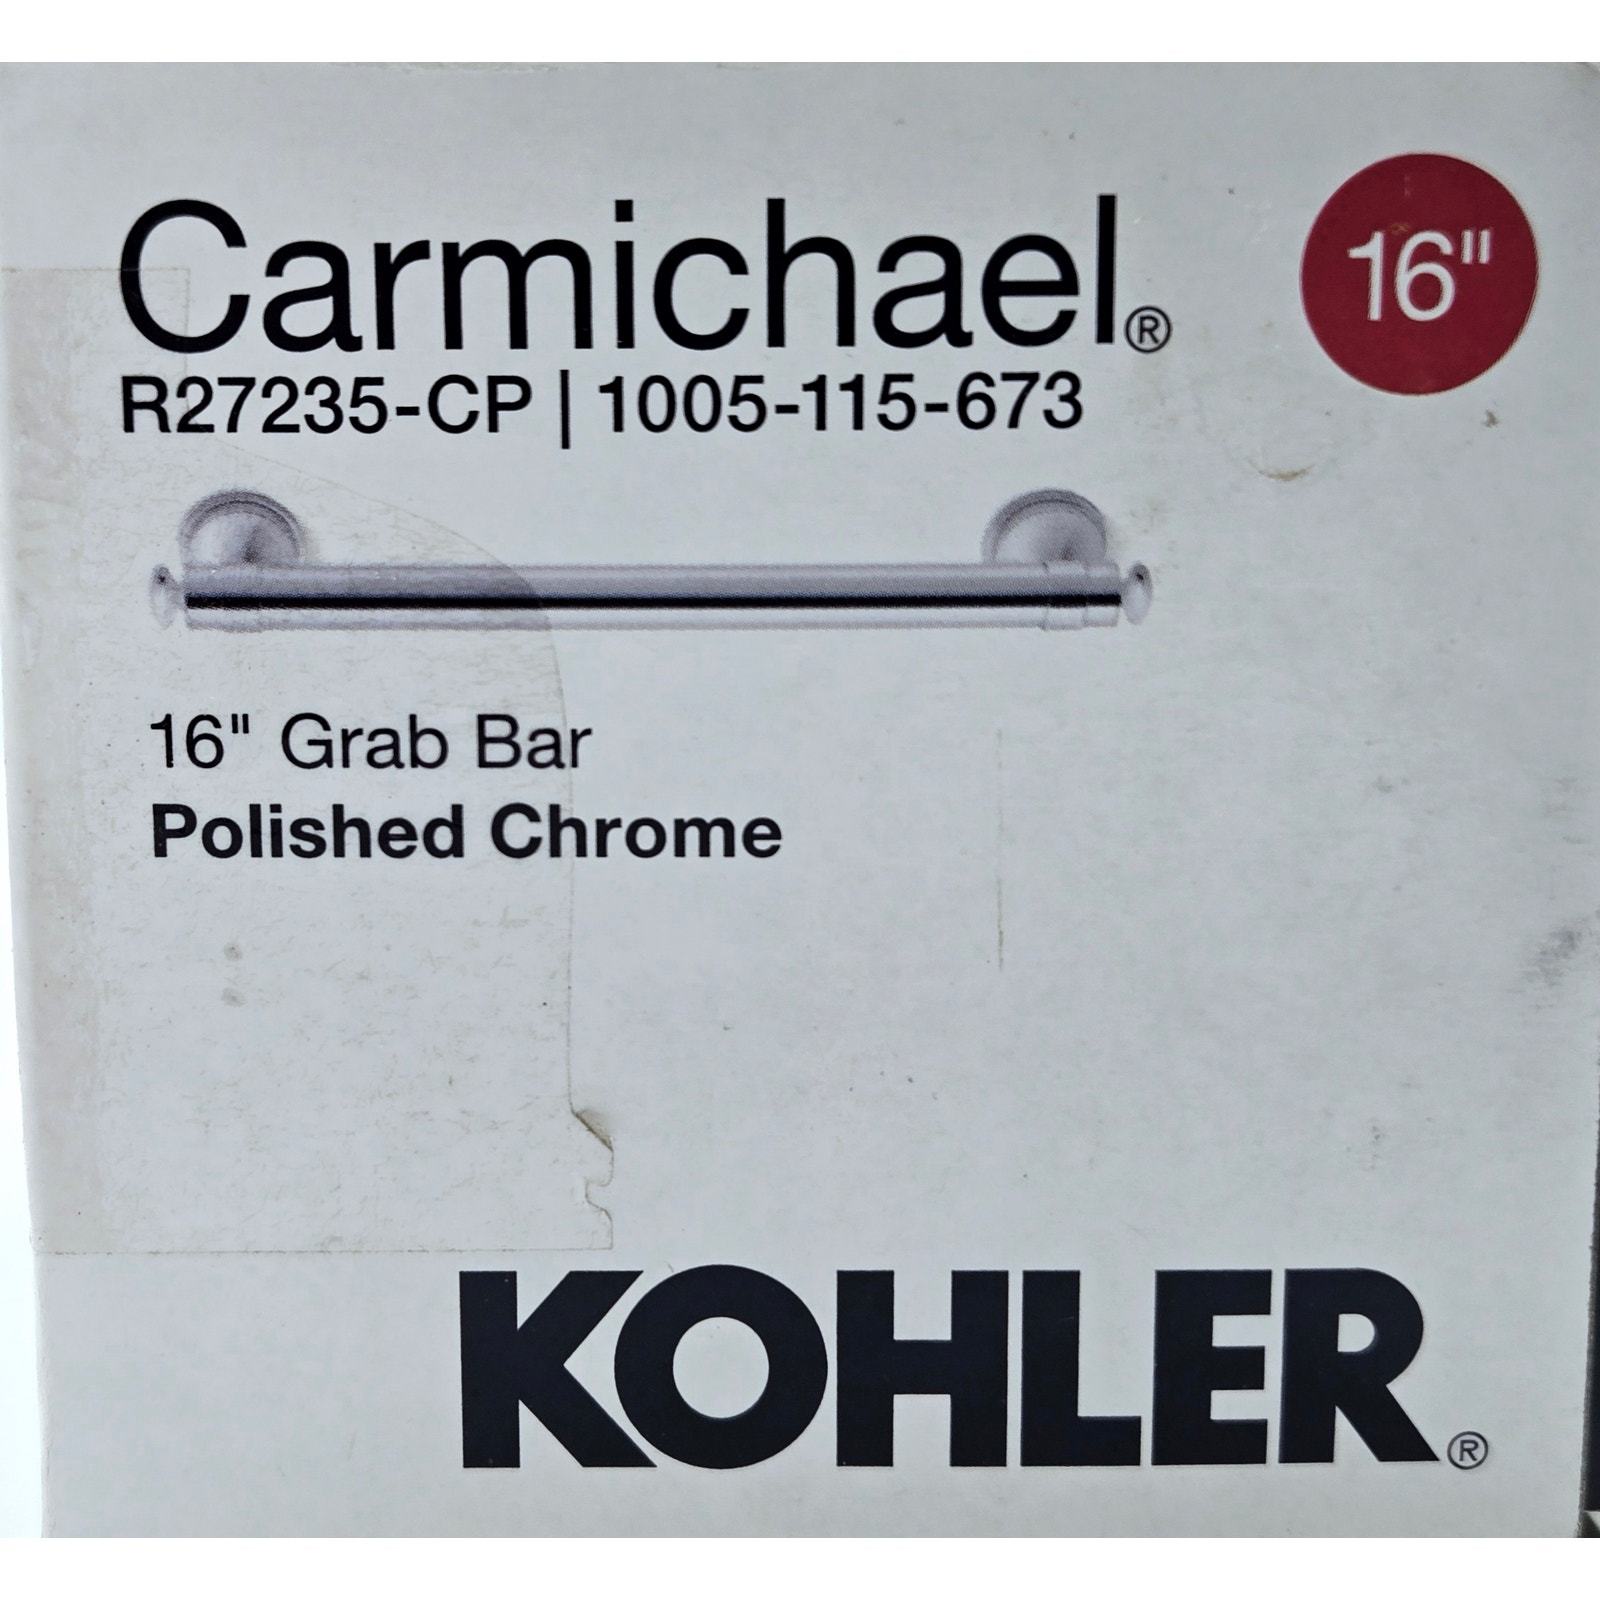 Carmichael®
16"
R27235-CP | 1005-115-673
16" Grab Bar
Polished Chrome
KOHLER®